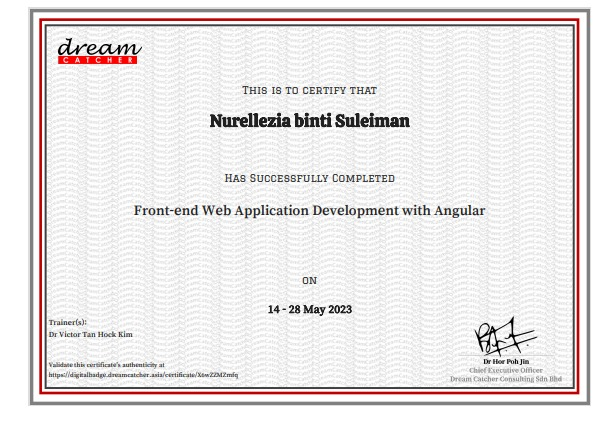 dream
CATCHER
THIS IS TO CERTIFY THAT
Nurellezia binti Suleiman
HAS SUCCESSFULLY COMPLETED
Front-end Web Application Development with Angular
ON
14 - 28 May 2023
Trainer(s):
Dr Victor Tan Hock Kim
Validate this certificate's authenticity at
https://digitalbadge.dreamcatcher.asia/certificate/X6wZZMZmfq
Dr Hor Poh Jin
Chief Executive Officer
Dream Catcher Consulting Sdn Bhd